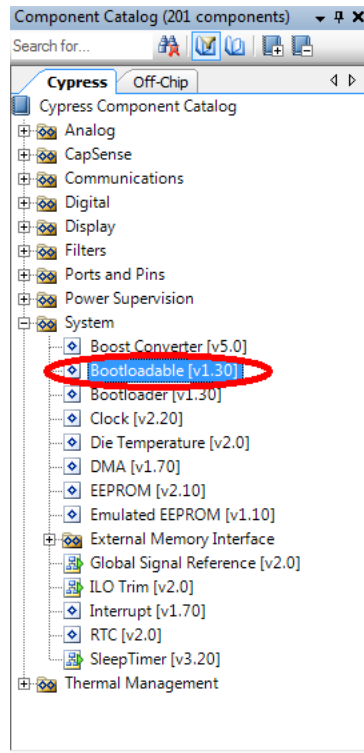 Component Catalog (201 components)
Search for...
Cypress Off-Chip
Cypress Component Catalog
Analog
CapSense
Communications
Digital
Display
Filters
Ports and Pins
Power Supervision
System
Boost Converter [v5.0]
Bootloadable [v1.30]
Bootloader [v1.30]
Clock [v2.20]
Die Temperature [v2.0]
DMA [v1.70]
EEPROM [v2.10]
Emulated EEPROM [v1.10]
External Memory Interface
Global Signal Reference [v2.0]
ILO Trim [v2.0]
Interrupt [v1.70]
RTC [v2.0]
SleepTimer [v3.20]
Thermal Management